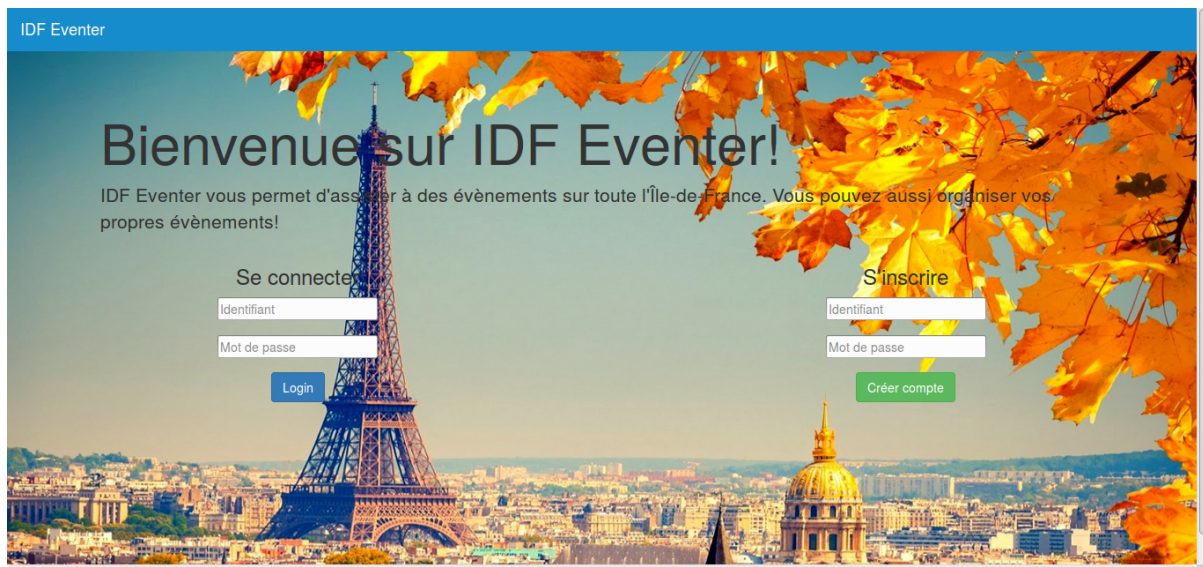 IDF Eventer
Bienvenue sur IDF Eventer!
IDF Eventer vous permet d'assister à des évènements sur toute l'Île-de-France. Vous pouvez aussi organiser vos
propres évènements!
Se connecter
S'inscrire
Identifiant
Identifiant
Mot de passe
Mot de passe
Login
Créer compte